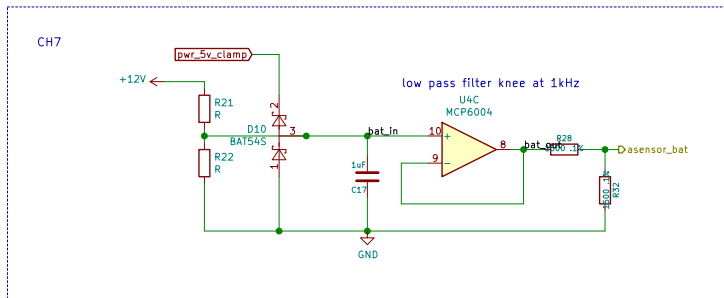 CH7
pwr_5v_clamp
+12V
low pass filter knee at 1kHz
R21
R
2
D10
BAT54S
3
bat_in
R22
R
1
1uF
C17
U4C
MCP6004
10
+
9
-
8
bat_out
R28
asensor_bat
R32
GND